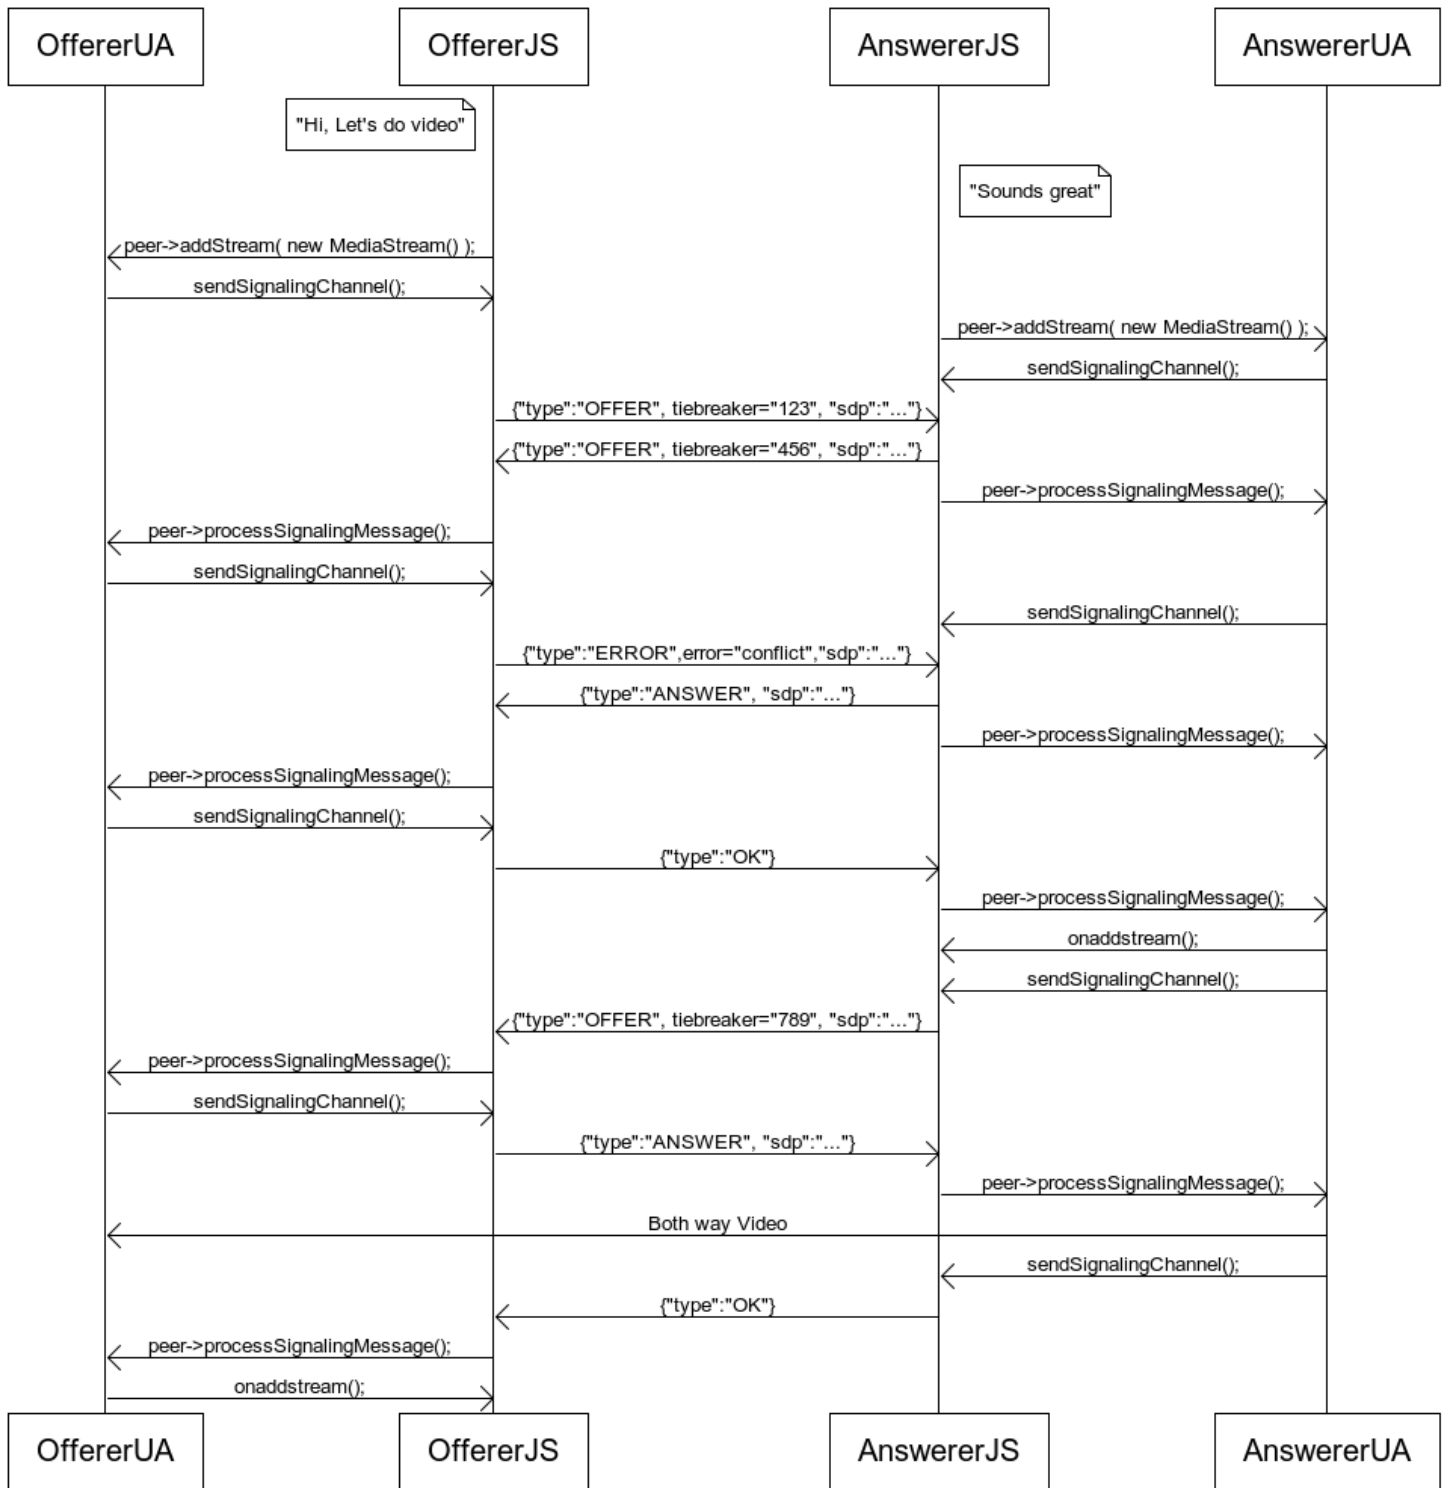 OffererUA OffererJS AnswererJS AnswererUA
"Hi, Let's do video"
"Sounds great"
peer->addStream( new MediaStream() );
sendSignalingChannel();
peer->addStream( new MediaStream() );
sendSignalingChannel();
{"type":"OFFER", tiebreaker="123", "sdp":"..."}
{"type":"OFFER", tiebreaker="456", "sdp":"..."}
peer->processSignalingMessage();
peer->processSignalingMessage();
sendSignalingChannel();
sendSignalingChannel();
{"type":"ERROR",error="conflict","sdp":"..."}
{"type":"ANSWER", "sdp":"..."}
peer->processSignalingMessage();
peer->processSignalingMessage();
sendSignalingChannel();
{"type":"OK"}
peer->processSignalingMessage();
onaddstream();
sendSignalingChannel();
{"type":"OFFER", tiebreaker="789", "sdp":"..."}
peer->processSignalingMessage();
sendSignalingChannel();
{"type":"ANSWER", "sdp":"..."}
peer->processSignalingMessage();
Both way Video
sendSignalingChannel();
{"type":"OK"}
peer->processSignalingMessage();
onaddstream();
OffererUA OffererJS AnswererJS AnswererUA